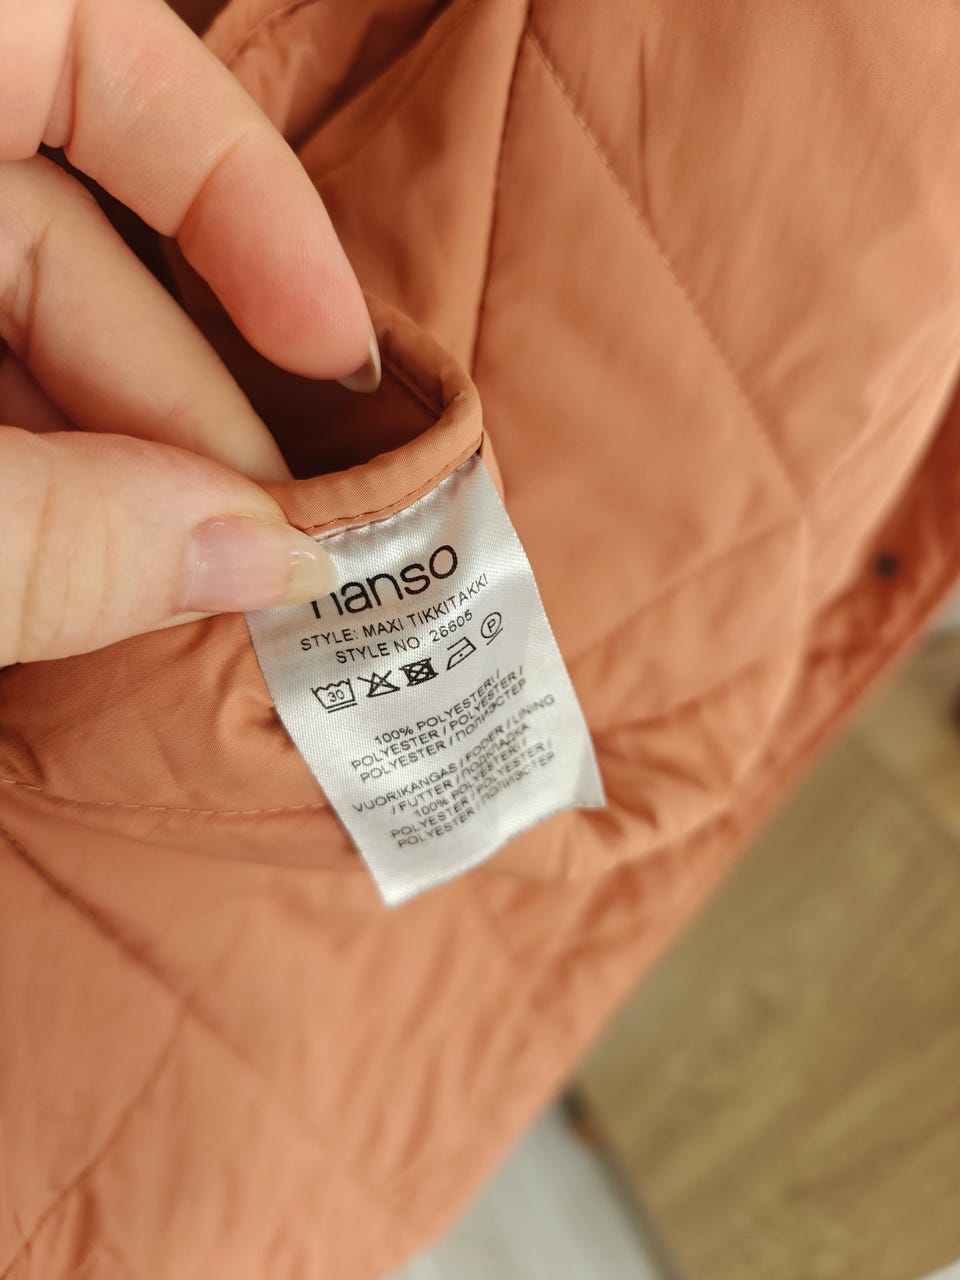 nanso
STYLE: MAXI TIKKITAKKI
STYLE NO 26605
30 P
100% POLYESTERI/
POLYESTER/POLYESTER/
POLYESTER/ПОЛИЭСТЕР
VUORIKANGAS/FODER/LINING
/FUTTER/ПОДКЛАДКА
100% POLYESTERI/
POLYESTER/POLYESTER/
POLYESTER/ПОЛИЭСТЕР